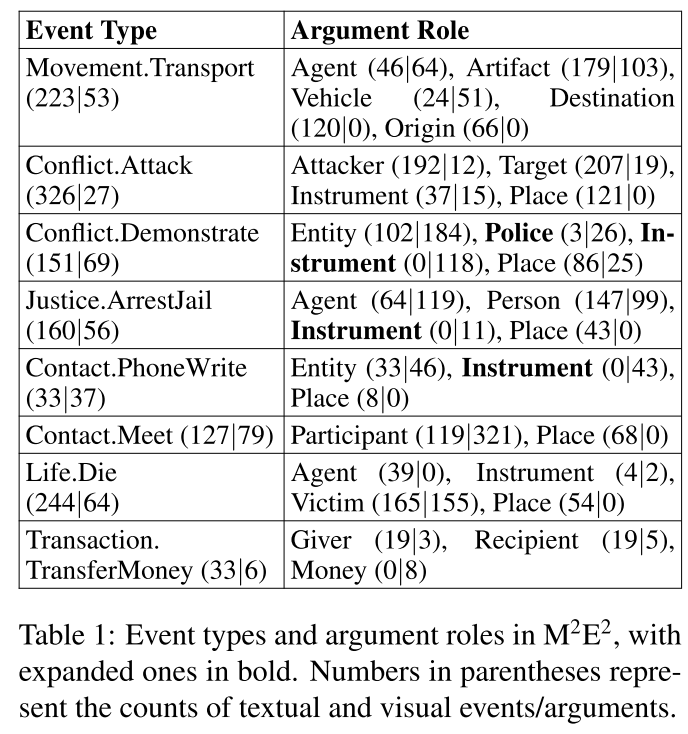 Event Type Argument Role
Movement.Transport Agent (46|64), Artifact (179|103),
(223|53) Vehicle (24|51), Destination
(120|0), Origin (66|0)
Conflict.Attack Attacker (192|12), Target (207|19),
(326|27) Instrument (37|15), Place (121|0)
Conflict.Demonstrate Entity (102|184), Police (3|26), In-
(151|69) strument (0|118), Place (86|25)
Justice.ArrestJail Agent (64|119), Person (147|99),
(160|56) Instrument (0|11), Place (43|0)
Contact.PhoneWrite Entity (33|46), Instrument (0|43),
(33|37) Place (8|0)
Contact.Meet (127|79) Participant (119|321), Place (68|0)
Life.Die Agent (39|0), Instrument (4|2),
(244|64) Victim (165|155), Place (54|0)
Transaction. Giver (19|3), Recipient (19|5),
TransferMoney (33|6) Money (0|8)
Table 1: Event types and argument roles in M²E², with
expanded ones in bold. Numbers in parentheses repre-
sent the counts of textual and visual events/arguments.